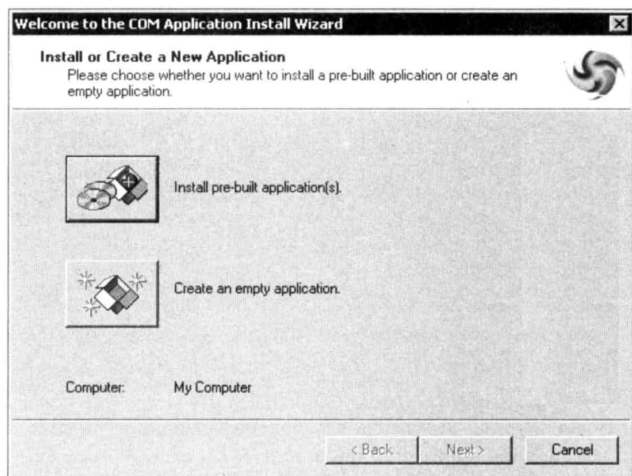 Welcome to the COM Application Install Wizard
Install or Create a New Application
Please choose whether you want to install a pre-built application or create an
empty application.
Install pre-built application(s).
Create an empty application.
Computer: My Computer
< Back Next > Cancel